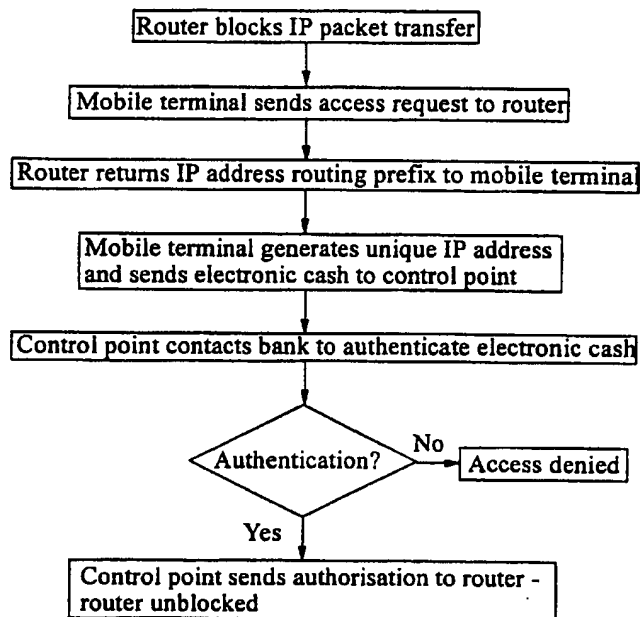 Router blocks IP packet transfer
Mobile terminal sends access request to router
Router returns IP address routing prefix to mobile terminal
Mobile terminal generates unique IP address
and sends electronic cash to control point
Control point contacts bank to authenticate electronic cash
Authentication?
No
Access denied
Yes
Control point sends authorisation to router -
router unblocked